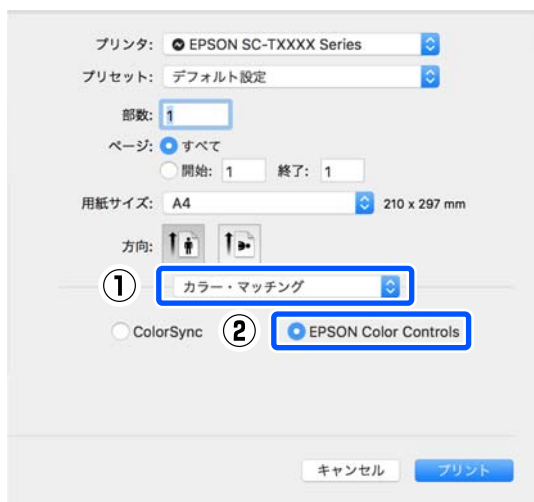 プリンタ: EPSON SC-TXXXX Series
プリセット: デフォルト設定
部数: 1
ページ: すべて
開始: 1 終了: 1
用紙サイズ: A4 210 x 297 mm
方向:
① カラー・マッチング
ColorSync ② EPSON Color Controls
キャンセル プリント